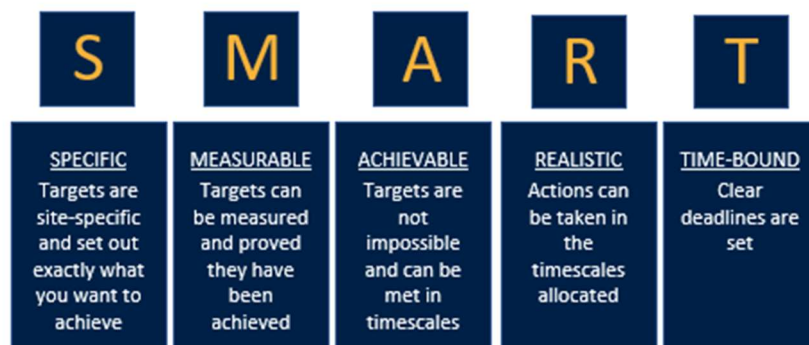 S
M
A
R
T
SPECIFIC
Targets are
site-specific
and set out
exactly what
you want to
achieve
MEASURABLE
Targets can
be measured
and proved
they have
been
achieved
ACHIEVABLE
Targets are
not
impossible
and can be
met in
timescales
REALISTIC
Actions can
be taken in
the
timescales
allocated
TIME-BOUND
Clear
deadlines are
set